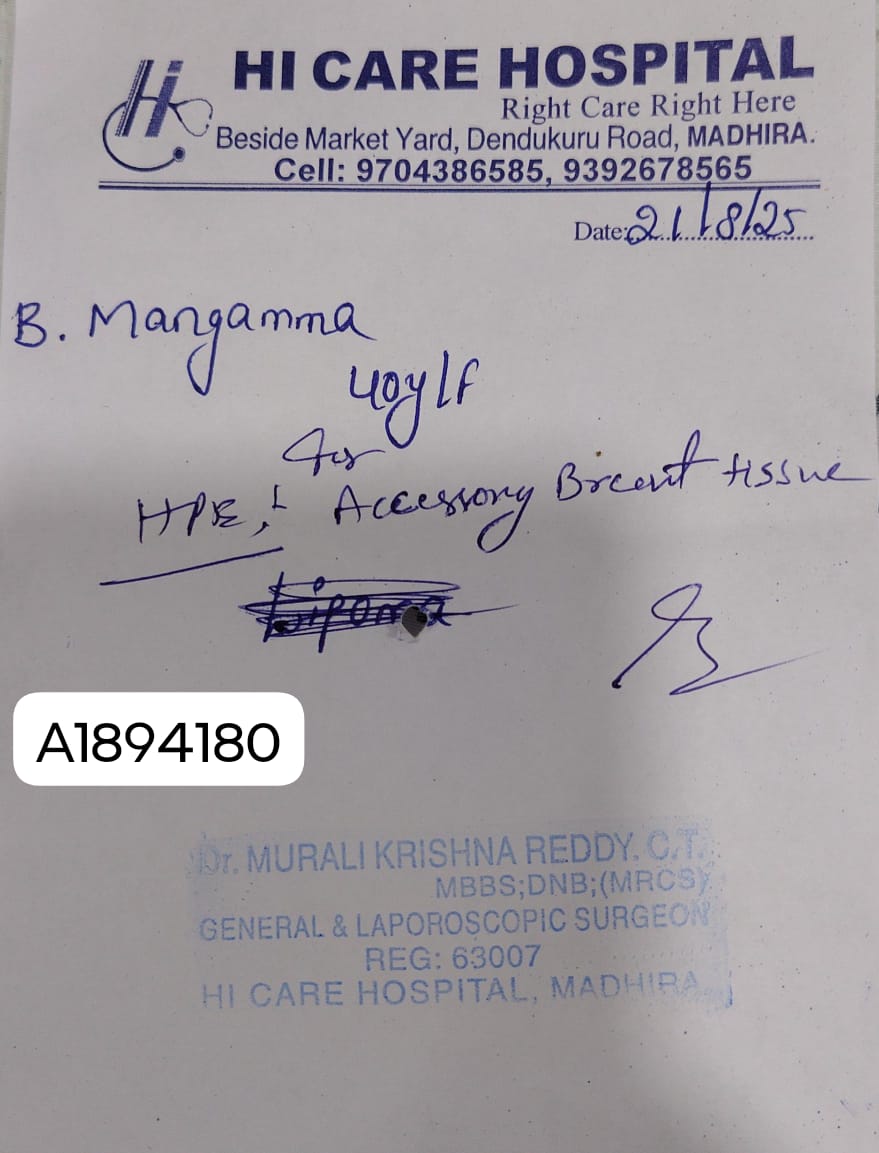 Hi
HI CARE HOSPITAL
Right Care Right Here
Beside Market Yard, Dendukuru Road, MADHIRA.
Cell: 9704386585, 9392678565
Date: 21/8/25
B. Mangamma
40y/F
for
HPE, Accessory Breast tissue
Lipoma
A1894180
Dr. MURALI KRISHNA REDDY. C.T.
MBBS;DNB;(MRCS)
GENERAL & LAPOROSCOPIC SURGEON
REG: 63007
HI CARE HOSPITAL, MADHIRA